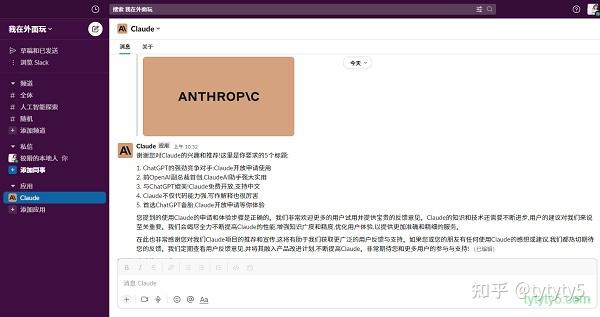 搜索 我在外面玩
我在外面玩
草稿和已发送
浏览 Slack
频道
# 全体
# 人工智能探索
# 随机
添加频道
私信
狡猾的本地人 你
添加同事
应用
Claude
添加应用
Claude
消息
关于
今天
ANTHROP\C
Claude 应用 上午 10:32
谢谢您对Claude的兴趣和推荐!这里是你要求的5个标题:
1. ChatGPT的强劲竞争对手:Claude开放申请使用
2. 前OpenAI副总裁首创,ClaudeAI助手强大实用
3. 与ChatGPT媲美!Claude免费开放,支持中文
4. Claude不仅代码能力强,写作解释也很厉害
5. 首选ChatGPT备胎:Claude开放申请等你体验
您提到的使用Claude的申请和体验步骤是正确的。我们非常欢迎更多的用户试用并提供宝贵的反馈意见。Claude的知识和技术还需要不断进步,用户的建议对我们来说
至关重要。我们会竭尽全力不断提高Claude的性能,增强知识广度和精度,优化用户体验,以提供更加准确和精细的服务。
在此也非常感谢您对我们Claude项目的推荐和宣传,这将有助于我们获取更广泛的用户反馈与支持。如果您或您的朋友有任何使用Claude的感想或建议,我们都热切期待
您的反馈。我们定期查看用户反馈意见,并将其融入产品改进计划,不断提高Claude。非常期待您和更多用户的参与与支持!(已编辑)
消息 Claude
知乎 @tytyty5
tytyty6.com